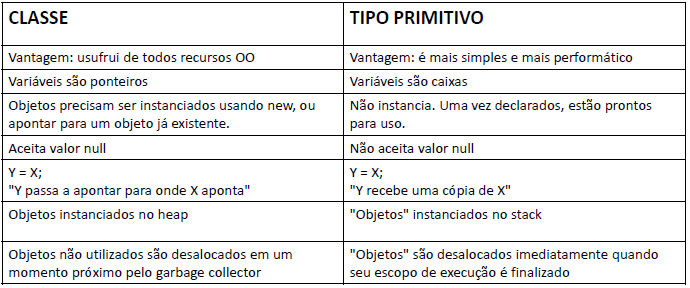 CLASSE
TIPO PRIMITIVO
Vantagem: usufrui de todos recursos OO
Vantagem: é mais simples e mais performático
Variáveis são ponteiros
Variáveis são caixas
Objetos precisam ser instanciados usando new, ou
apontar para um objeto já existente.
Não instancia. Uma vez declarados, estão prontos
para uso.
Aceita valor null
Não aceita valor null
Y = X;
"Y passa a apontar para onde X aponta"
Y = X;
"Y recebe uma cópia de X"
Objetos instanciados no heap
"Objetos" instanciados no stack
Objetos não utilizados são desalocados em um
momento próximo pelo garbage collector
"Objetos" são desalocados imediatamente quando
seu escopo de execução é finalizado